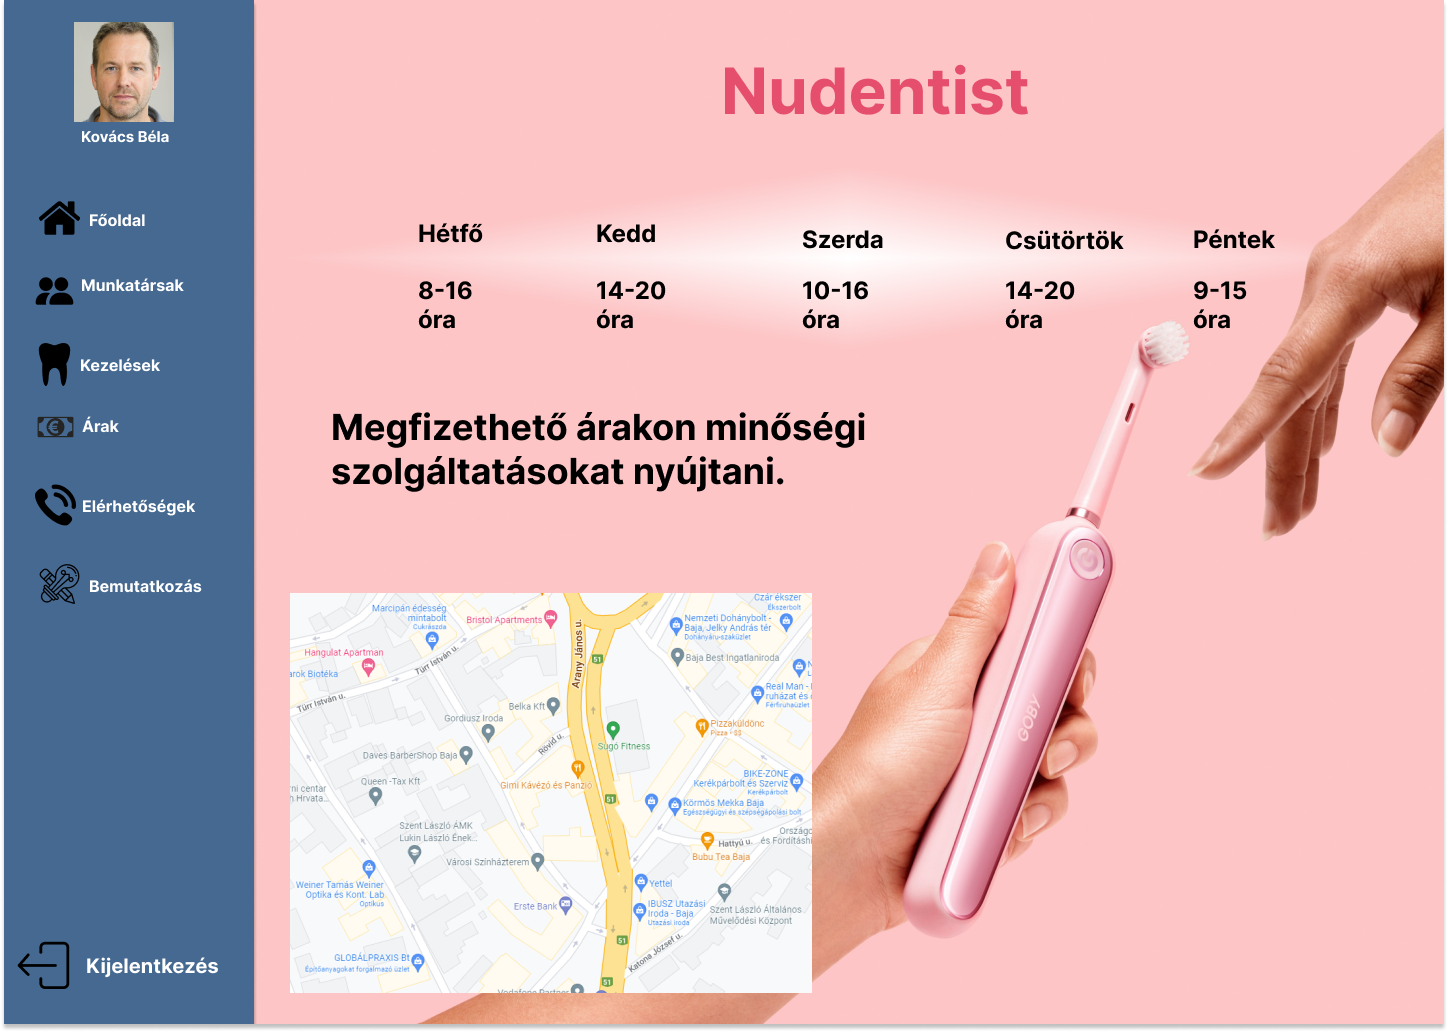 Kovács Béla
Főoldal
Munkatársak
Kezelések
Árak
Elérhetőségek
Bemutatkozás
Kijelentkezés
Nudentist
Hétfő
8-16
óra
Kedd
14-20
óra
Szerda
10-16
óra
Csütörtök
14-20
óra
Péntek
9-15
óra
Megfizethető árakon minőségi
szolgáltatásokat nyújtani.
GOBY
Marcipán édesség
mintabolt
Cukrászda
Bristol Apartments
Arany János u.
51
Czár ékszer
Ékszerbolt
Nemzeti Dohánybolt -
Baja, Jelky András tér
Dohányáru-szaküzlet
Hangulat Apartman
Türr István u.
Baja Best Ingatlaniroda
arok Biotéka
Türr István u.
Real Man -
ruházat és
Férfiruhaüzlet
Belka Kft
Gordiusz Iroda
Pizzaküldönc
Pizza - $$
Rövid u.
Súgó Fitness
Daves BarberShop Baja
Gimi Kávézó és Panzió
Queen -Tax Kft
BIKE-ZONE
Kerékpárbolt és Szerviz
Kerékpárbolt
ni centar
h Hrvata...
51
Körmös Mekka Baja
Egészségügyi és szépségápolási bolt
Szent László ÁMK
Lukin László Ének...
Országo
és Fordításhi
Hattyú u.
Bubu Tea Baja
Városi Színházterem
Weiner Tamás Weiner
Optika és Kont. Lab
Optikus
Yettel
Erste Bank
IBUSZ Utazási
Iroda - Baja
Utazási iroda
Szent László Általános
Művelődési Központ
51
Katona József u.
GLOBÁLPRAXIS Bt
Építőanyagokat forgalmazó üzlet
Vodafone Partner